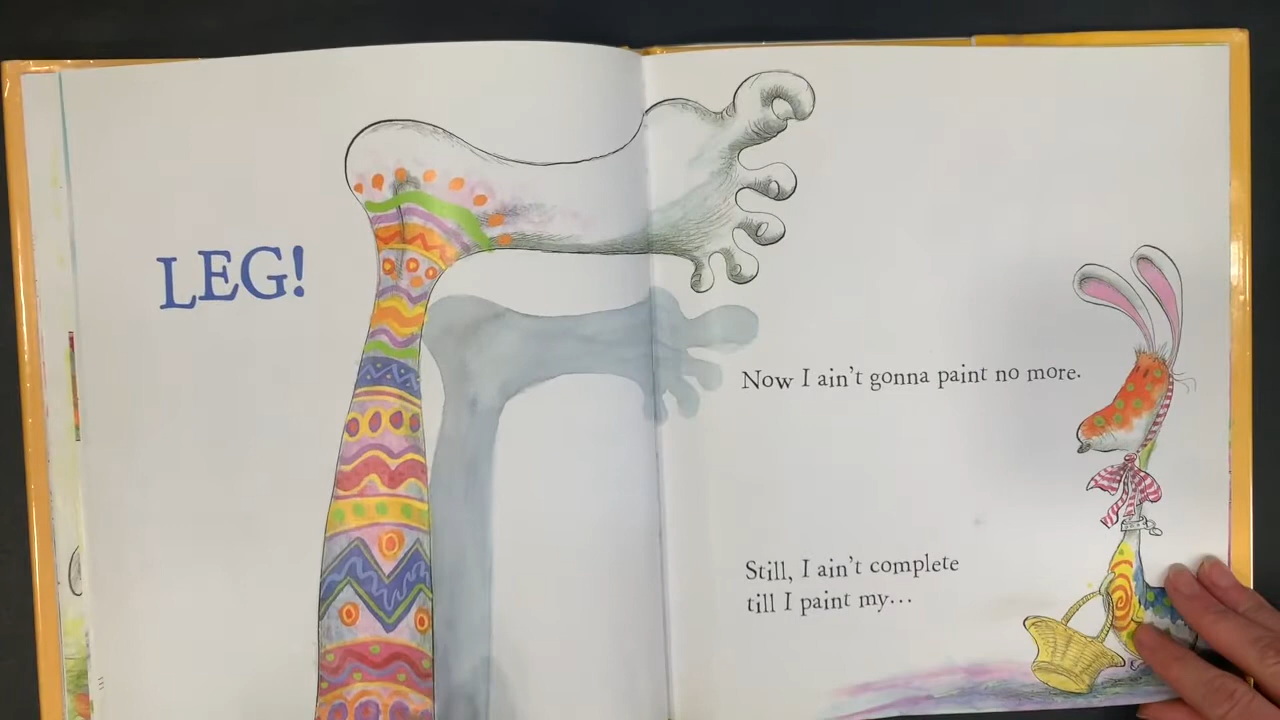 LEG!
Now I ain't gonna paint no more.
Still, I ain't complete
till I paint my...